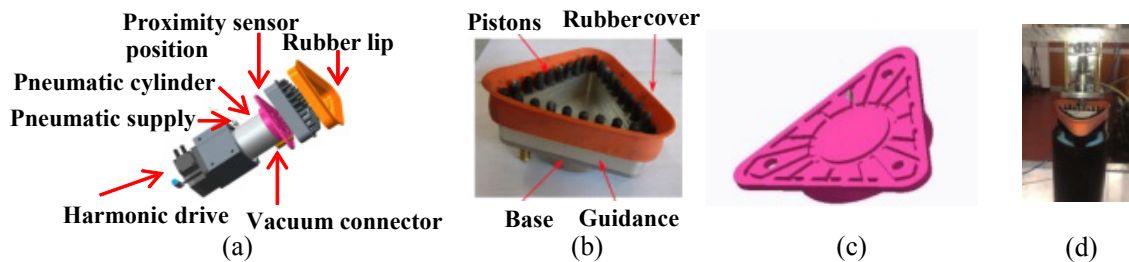 Proximity sensor
position
Rubber lip
Pneumatic cylinder
Pneumatic supply
Harmonic drive
Vacuum connector
(a)
Pistons
Rubber cover
Base
Guidance
(b)
(c)
(d)